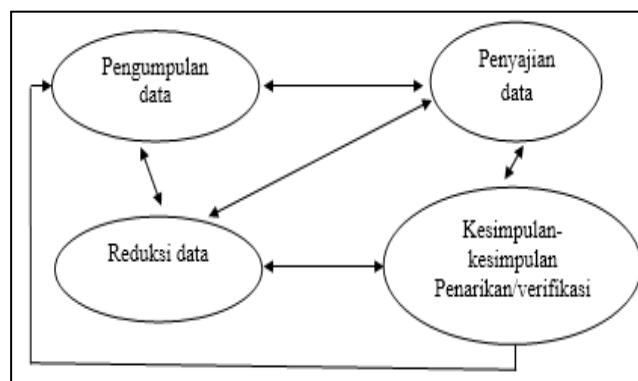 Pengumpulan
data
Penyajian
data
Reduksi data
Kesimpulan-
kesimpulan
Penarikan/verifikasi